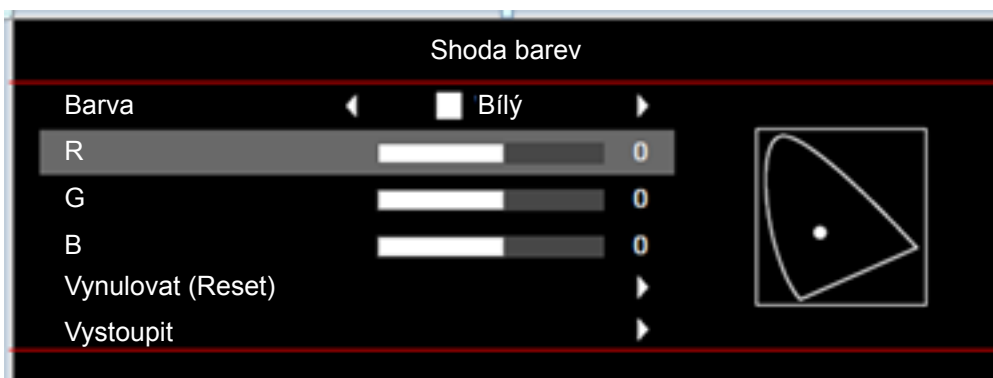 Shoda barev
Barva Bílý
R 0
G 0
B 0
Vynulovat (Reset)
Vystoupit